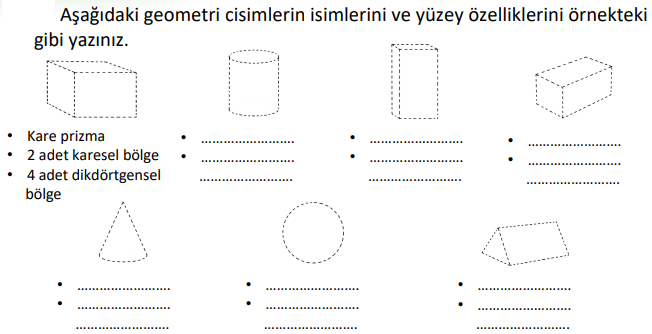 Aşağıdaki geometri cisimlerin isimlerini ve yüzey özelliklerini örnekteki
gibi yazınız.
• Kare prizma
• 2 adet karesel bölge
• 4 adet dikdörtgensel
bölge
• ……………………. • ……………………. • …………………….
• ……………………. • ……………………. • …………………….
……………………. ……………………. …………………….
• ……………………. • ……………………. • …………………….
• ……………………. • ……………………. • …………………….
……………………. ……………………. …………………….